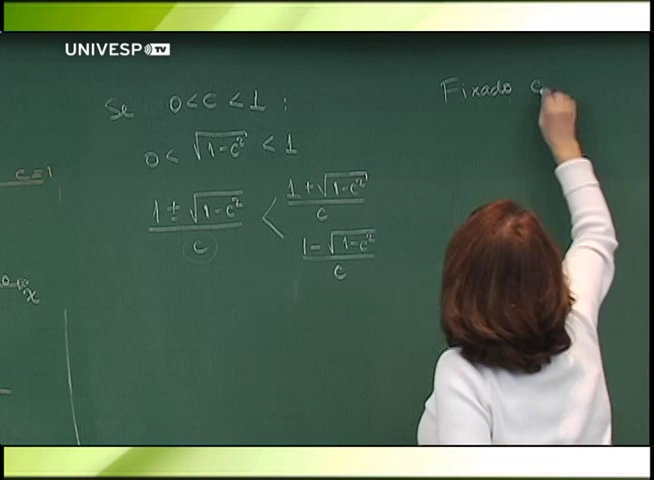 UNIVESP TV
Se 0 < c < 1 :
0 < √(1-c²) < 1
(1 ± √(1-c²))/c < (1 + √(1-c²))/c
(1 - √(1-c²))/c
c = 1
x
Fixado c